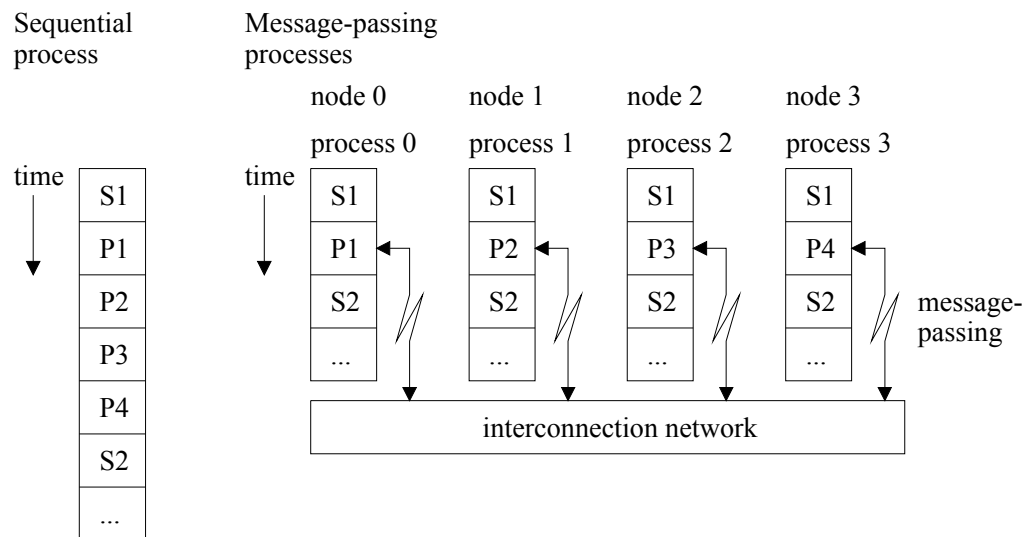 Sequential
process
time
S1
P1
P2
P3
P4
S2
...
Message-passing
processes
node 0 node 1 node 2 node 3
process 0 process 1 process 2 process 3
time
S1 S1 S1 S1
P1 P2 P3 P4
S2 S2 S2 S2
... ... ... ...
message-
passing
interconnection network